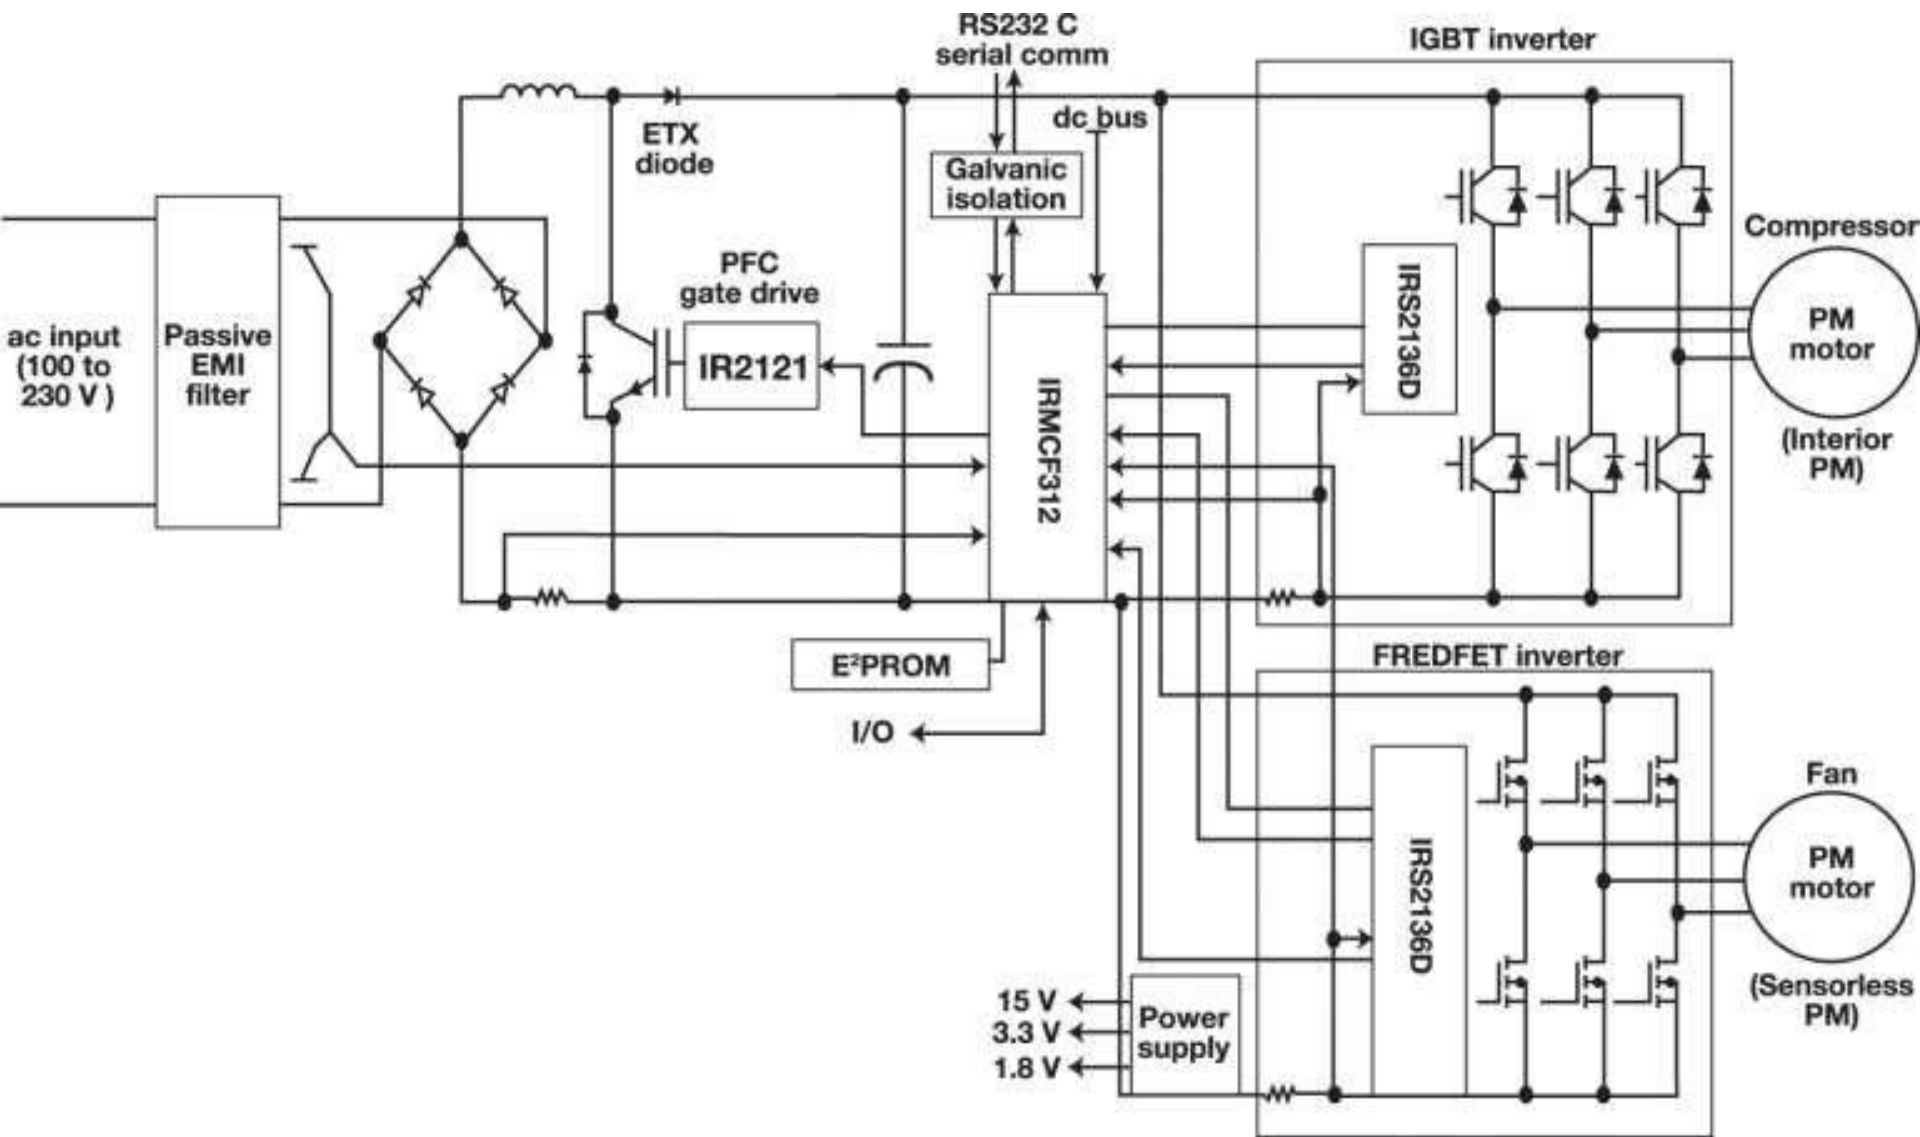 RS232 C
serial comm
IGBT inverter
dc bus
ETX
diode
Galvanic
isolation
Compressor
PM
motor
(Interior
PM)
PFC
gate drive
IR2121
IRS2136D
ac input
(100 to
230 V )
Passive
EMI
filter
IRMCF312
E²PROM
I/O
FREDFET inverter
Fan
PM
motor
(Sensorless
PM)
IRS2136D
15 V
3.3 V
1.8 V
Power
supply